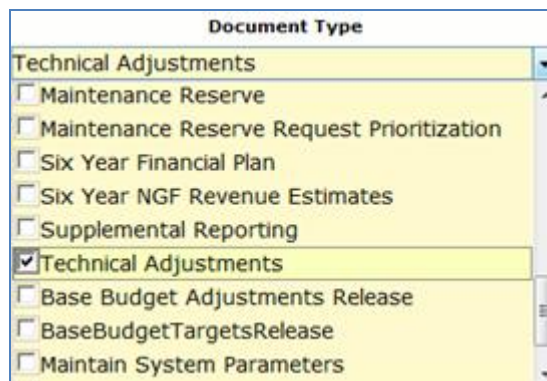 Document Type
Technical Adjustments
Maintenance Reserve
Maintenance Reserve Request Prioritization
Six Year Financial Plan
Six Year NGF Revenue Estimates
Supplemental Reporting
Technical Adjustments
Base Budget Adjustments Release
BaseBudgetTargetsRelease
Maintain System Parameters